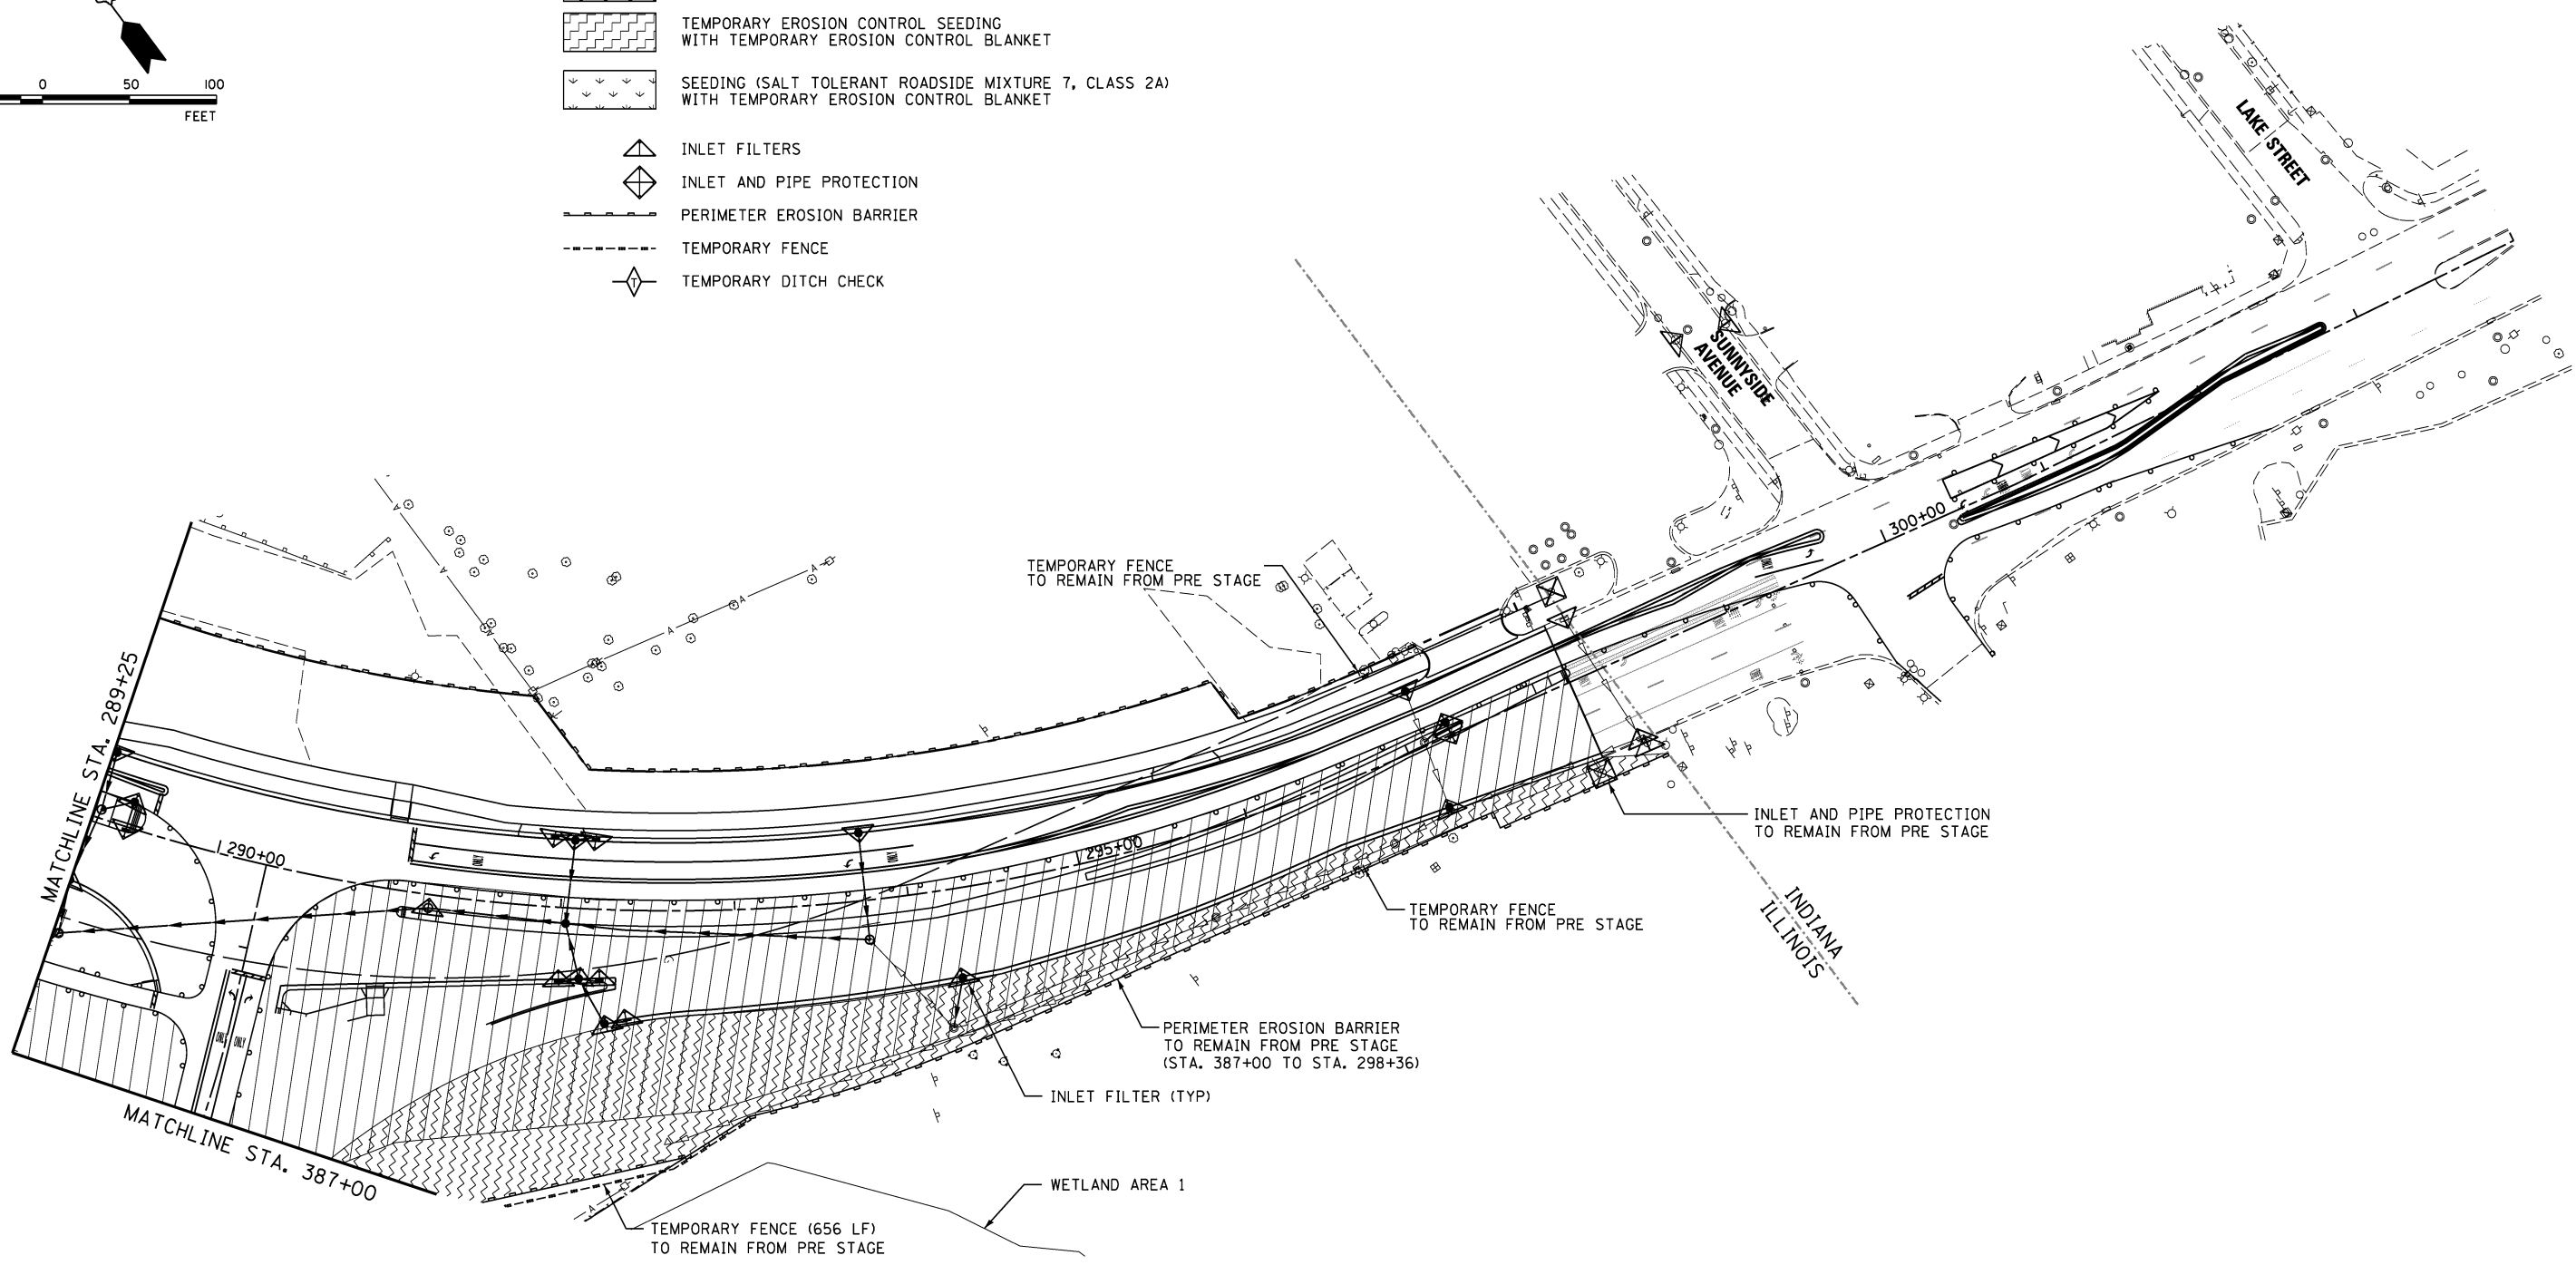 0 50 100
FEET
TEMPORARY EROSION CONTROL SEEDING
WITH TEMPORARY EROSION CONTROL BLANKET
SEEDING (SALT TOLERANT ROADSIDE MIXTURE 7, CLASS 2A)
WITH TEMPORARY EROSION CONTROL BLANKET
INLET FILTERS
INLET AND PIPE PROTECTION
PERIMETER EROSION BARRIER
TEMPORARY FENCE
T
TEMPORARY DITCH CHECK
LAKE STREET
SUNNYSIDE
AVENUE
300+00
TEMPORARY FENCE
TO REMAIN FROM PRE STAGE
A
A
A
A
A
A
MATCHLINE STA. 289+25
290+00
295+00
INLET AND PIPE PROTECTION
TO REMAIN FROM PRE STAGE
INDIANA
ILLINOIS
TEMPORARY FENCE
TO REMAIN FROM PRE STAGE
PERIMETER EROSION BARRIER
TO REMAIN FROM PRE STAGE
(STA. 387+00 TO STA. 298+36)
ONLY ONLY
INLET FILTER (TYP)
MATCHLINE STA. 387+00
WETLAND AREA 1
A
TEMPORARY FENCE (656 LF)
TO REMAIN FROM PRE STAGE